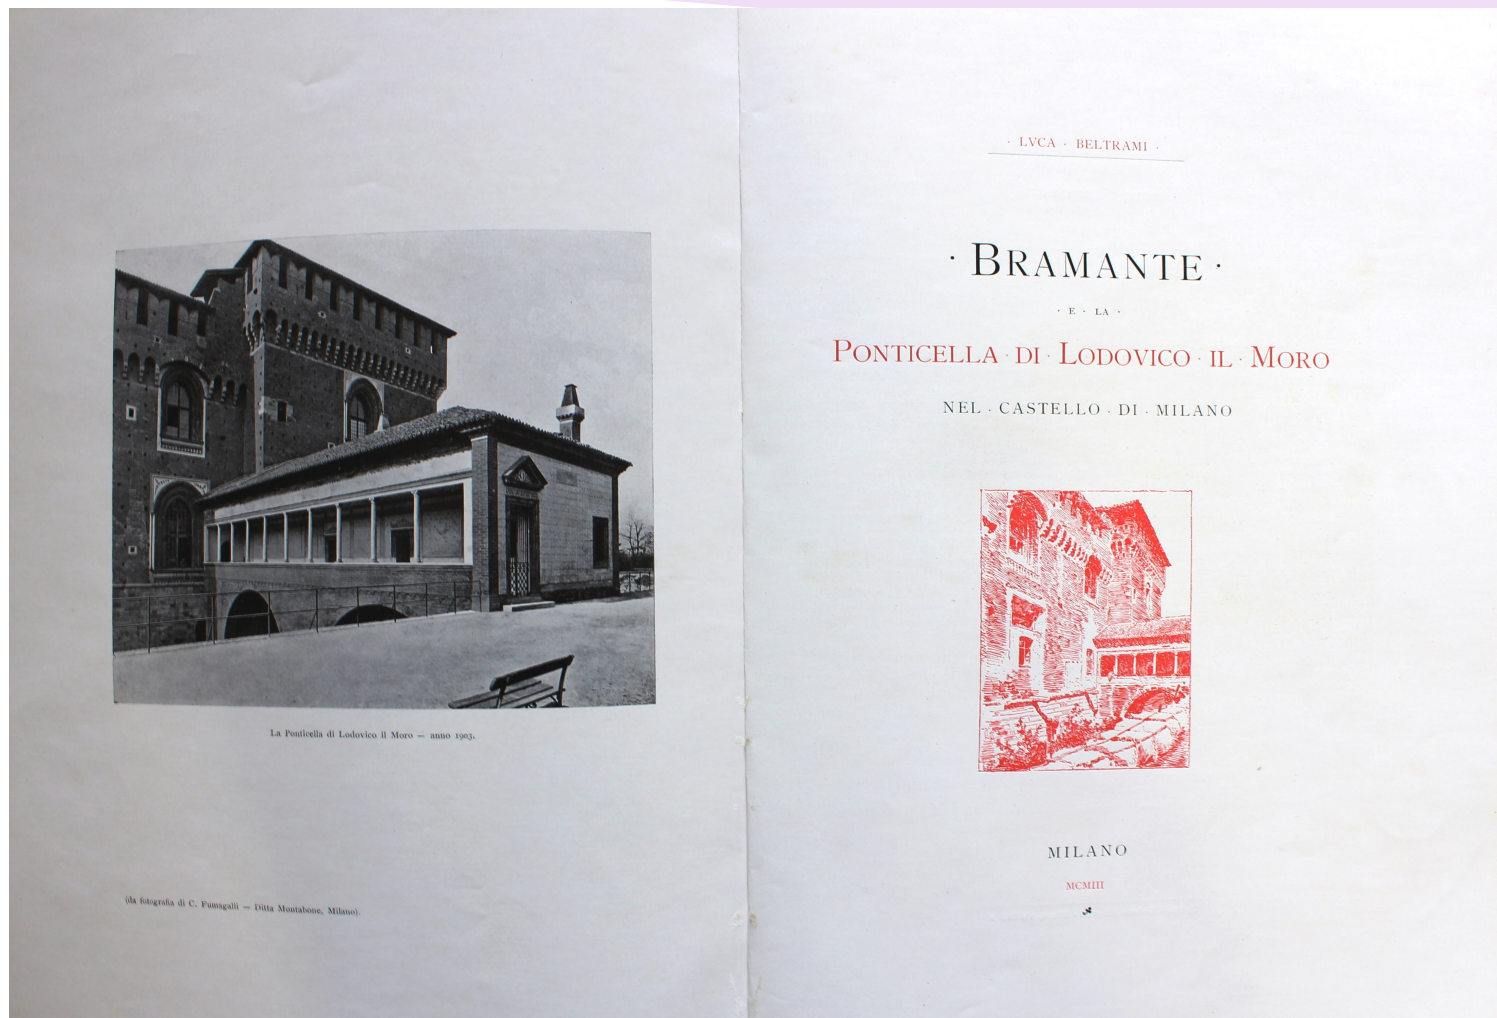 La Ponticella di Lodovico il Moro — anno 1903.
(da fotografia di C. Fumagalli — Ditta Montabone, Milano).
· LVCA · BELTRAMI ·
· BRAMANTE ·
· E · LA ·
PONTICELLA · DI · LODOVICO · IL · MORO
NEL · CASTELLO · DI · MILANO
MILANO
MCMIII